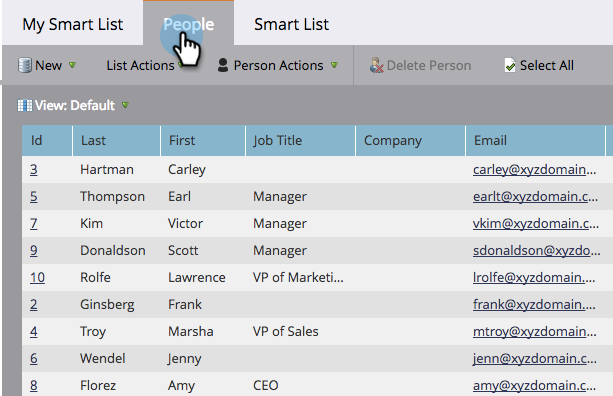 My Smart List People Smart List
New List Actions Person Actions Delete Person Select All
View: Default
Id Last First Job Title Company Email
3 Hartman Carley carley@xyzdomain...
5 Thompson Earl Manager earlt@xyzdomain.c...
7 Kim Victor Manager vkim@xyzdomain.c...
9 Donaldson Scott Manager sdonaldson@xyzdo...
10 Rolfe Lawrence VP of Marketi... lrolfe@xyzdomain.c...
2 Ginsberg Frank frank@xyzdomain.c...
4 Troy Marsha VP of Sales mtroy@xyzdomain....
6 Wendel Jenny jenn@xyzdomain.c...
8 Florez Amy CEO amy@xyzdomain.c...